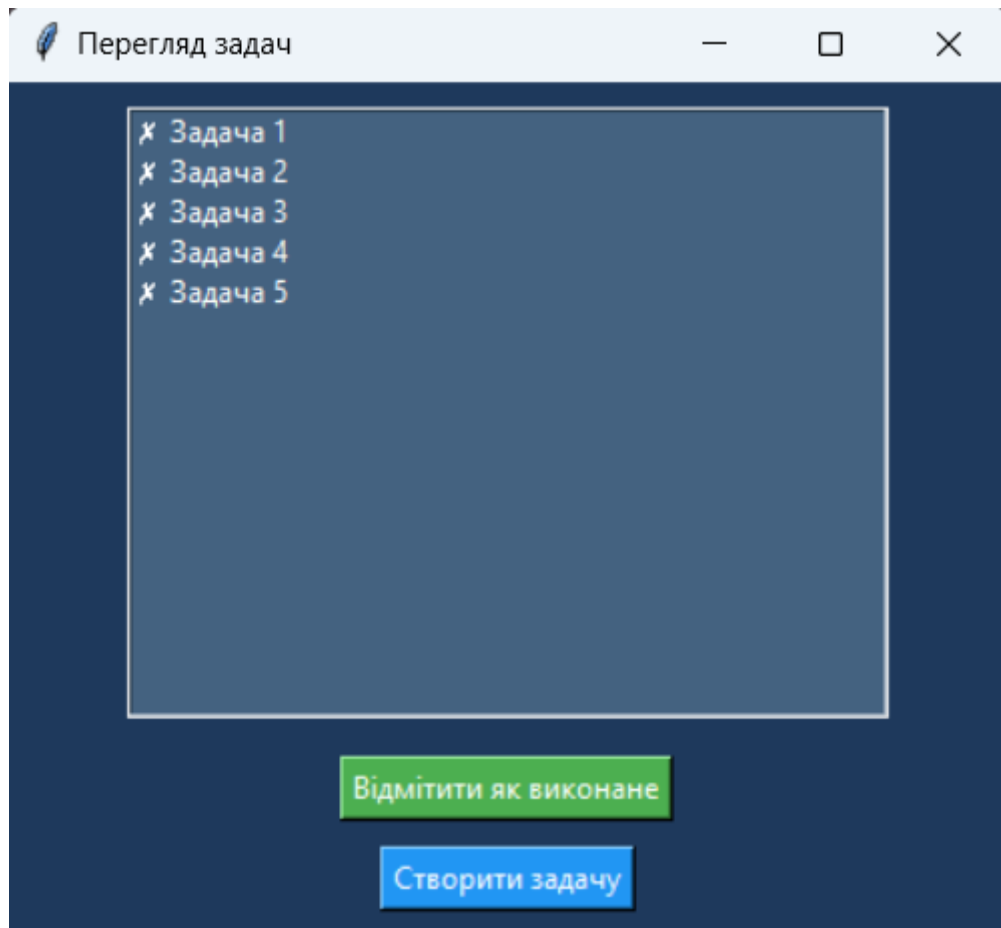 Перегляд задач
✗ Задача 1
✗ Задача 2
✗ Задача 3
✗ Задача 4
✗ Задача 5
Відмітити як виконане
Створити задачу